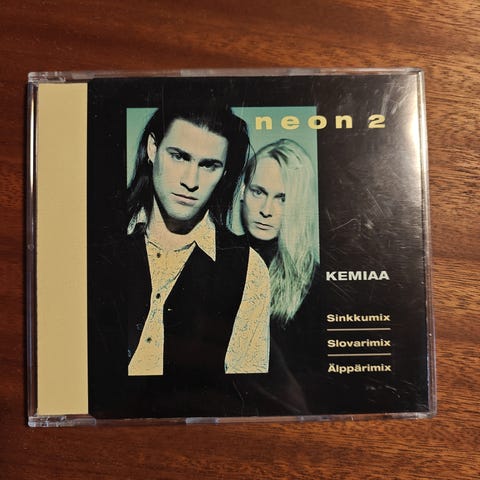 neon 2
KEMIAA
Sinkkumix
Slovarimix
Älppärimix